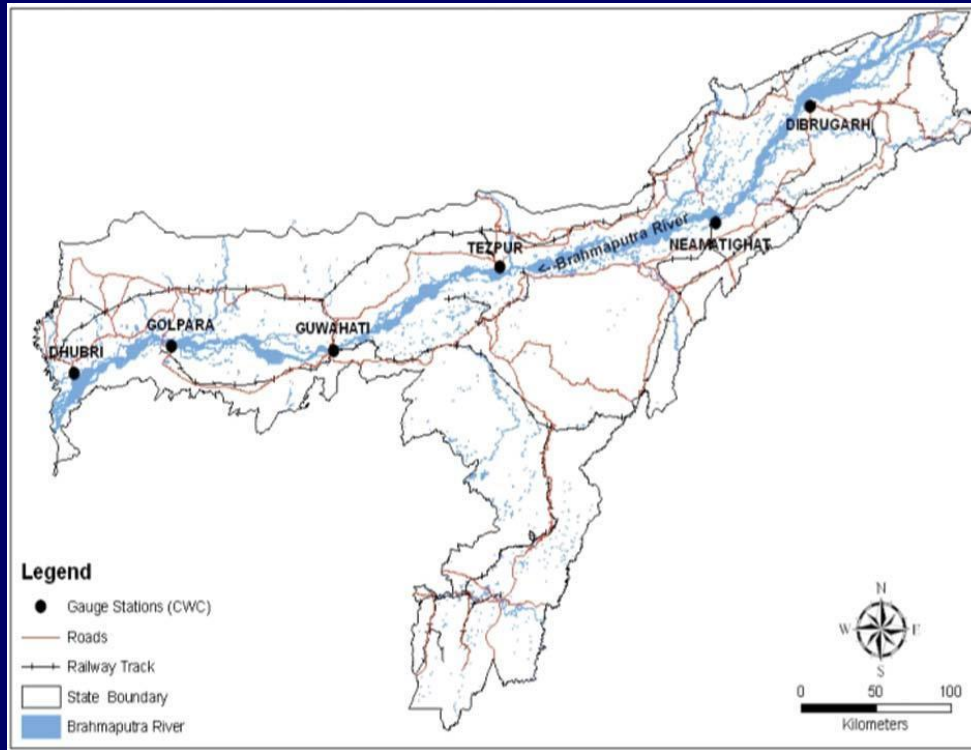 DIBRUGARH
<-Brahmaputra River
NEAMATIGHAT
TEZPUR
GOLPARA
GUWAHATI
DHUBRI
Legend
Gauge Stations (CWC)
Roads
Railway Track
State Boundary
Brahmaputra River
N
W E
S
0 50 100
Kilometers